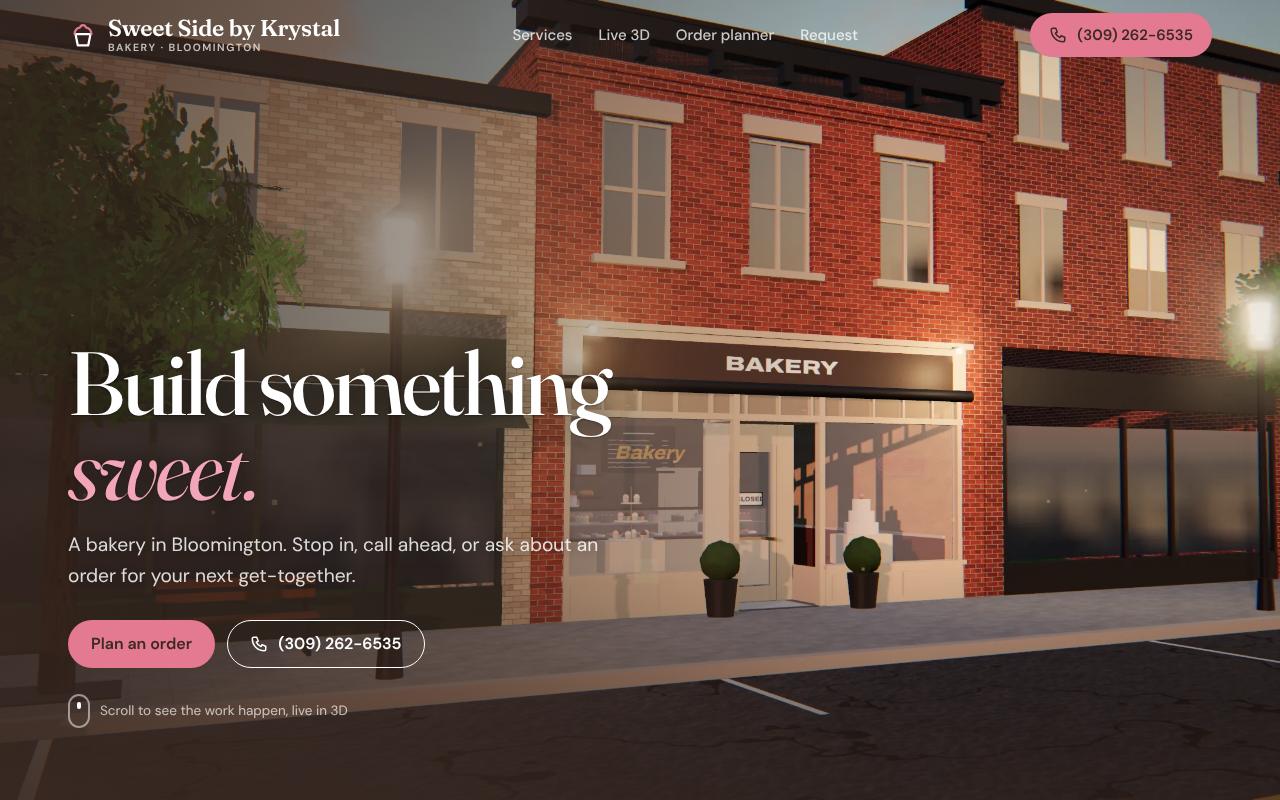 Sweet Side by Krystal
BAKERY · BLOOMINGTON
Services
Live 3D
Order planner
Request
(309) 262-6535
BAKERY
Bakery
CLOSED
Build something
sweet.
A bakery in Bloomington. Stop in, call ahead, or ask about an
order for your next get-together.
Plan an order
(309) 262-6535
Scroll to see the work happen, live in 3D